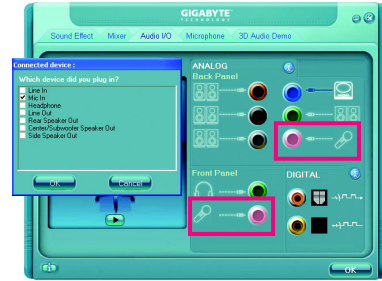 GIGABYTE
TECHNOLOGY
Sound Effect Mixer Audio I/O Microphone 3D Audio Demo
Connected device :
Which device did you plug in?
Line In
Mic In
Headphone
Line Out
Rear Speaker Out
Center/Subwoofer Speaker Out
Side Speaker Out
OK Cancel
ANALOG
Back Panel
Front Panel
DIGITAL
OK